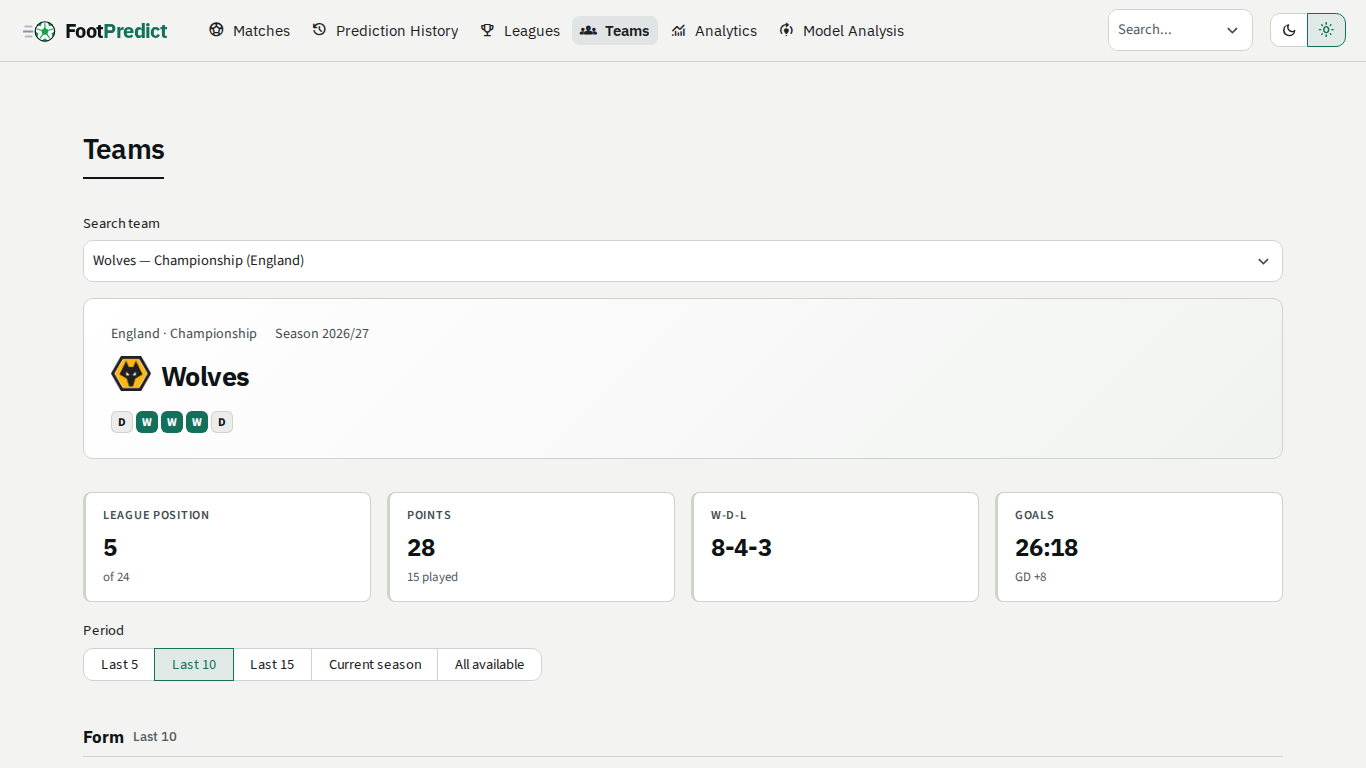 FootPredict Matches Prediction History Leagues Teams Analytics Model Analysis Search...
Teams
Search team
Wolves — Championship (England)
England · Championship Season 2026/27
Wolves
D W W W D
LEAGUE POSITION
5
of 24
POINTS
28
15 played
W-D-L
8-4-3
GOALS
26:18
GD +8
Period
Last 5 Last 10 Last 15 Current season All available
Form Last 10